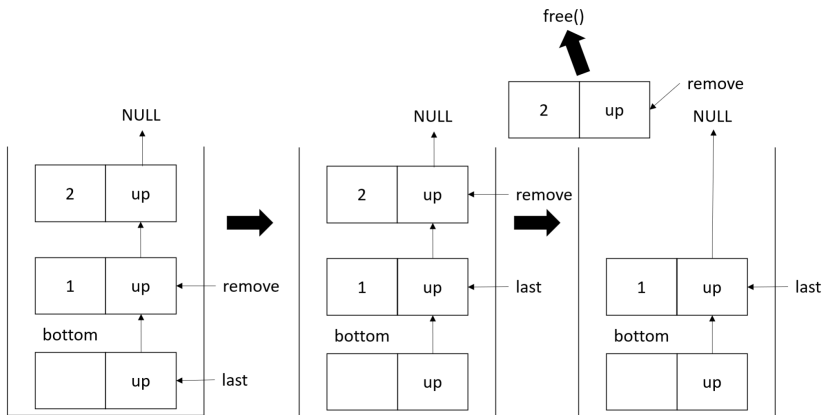 free()
2 up remove
NULL NULL NULL
2 up 2 up remove
1 up remove 1 up last 1 up last
bottom bottom bottom
up last up up